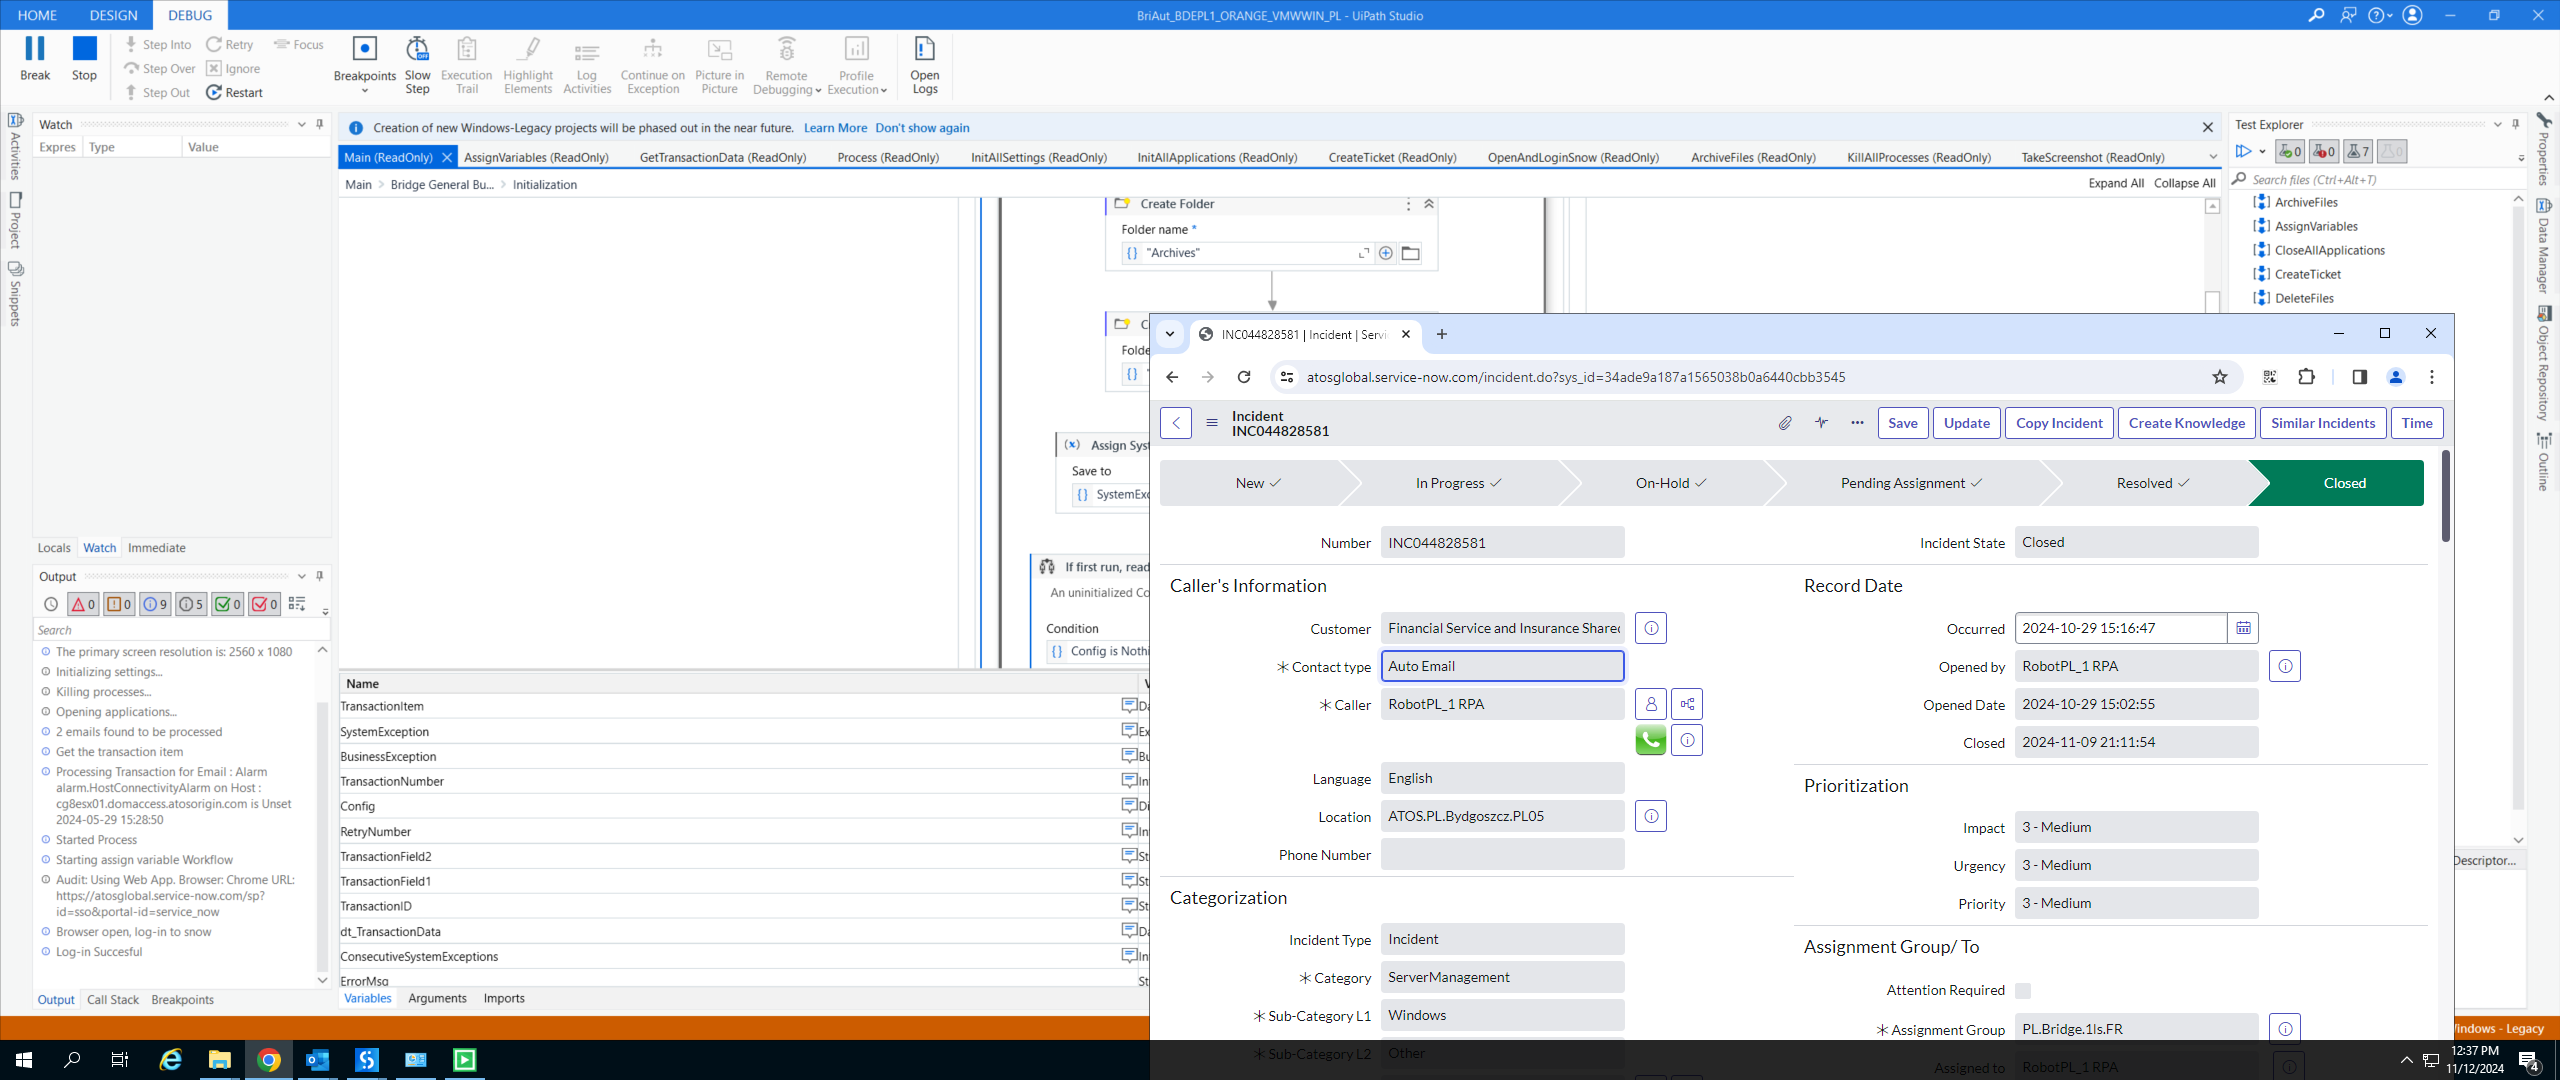 HOME DESIGN DEBUG
BriAut_BDEPL1_ORANGE_VMWWIN_PL - UiPath Studio
Break
Stop
Step Into
Step Over
Step Out
Retry
Ignore
Restart
Focus
Breakpoints
Slow Step
Execution Trail
Highlight Elements
Log Activities
Continue on Exception
Picture in Picture
Remote Debugging
Profile Execution
Open Logs
Activities
Project
Snippets
Watch
Expres Type Value
Locals Watch Immediate
Output
0 0 9 5 0 0
Search
The primary screen resolution is: 2560 x 1080
Initializing settings...
Killing processes...
Opening applications...
2 emails found to be processed
Get the transaction item
Processing Transaction for Email : Alarm
alarm.HostConnectivityAlarm on Host :
cg8esx01.domaccess.atosorigin.com is Unset
2024-05-29 15:28:50
Started Process
Starting assign variable Workflow
Audit: Using Web App. Browser: Chrome URL:
https://atosglobal.service-now.com/sp?
id=sso&portal-id=service_now
Browser open, log-in to snow
Log-in Succesful
Output Call Stack Breakpoints
Creation of new Windows-Legacy projects will be phased out in the near future. Learn More Don't show again
Main (ReadOnly) AssignVariables (ReadOnly) GetTransactionData (ReadOnly) Process (ReadOnly) InitAllSettings (ReadOnly) InitAllApplications (ReadOnly) CreateTicket (ReadOnly) OpenAndLoginSnow (ReadOnly) ArchiveFiles (ReadOnly) KillAllProcesses (ReadOnly) TakeScreenshot (ReadOnly)
Main > Bridge General Bu... > Initialization
Expand All Collapse All
Create Folder
Folder name *
"Archives"
Assign Syst
Save to
SystemExc
If first run, read
An uninitialized Co
Condition
Config is Nothi
Name
TransactionItem
SystemException
BusinessException
TransactionNumber
Config
RetryNumber
TransactionField2
TransactionField1
TransactionID
dt_TransactionData
ConsecutiveSystemExceptions
ErrorMsg
Variables Arguments Imports
Test Explorer
0 0 7 0
Search files (Ctrl+Alt+T)
ArchiveFiles
AssignVariables
CloseAllApplications
CreateTicket
DeleteFiles
Properties
Data Manager
Object Repository
Outline
Descriptor...
INC044828581 | Incident | Servi
atosglobal.service-now.com/incident.do?sys_id=34ade9a187a1565038b0a6440cbb3545
Incident
INC044828581
Save Update Copy Incident Create Knowledge Similar Incidents Time
New In Progress On-Hold Pending Assignment Resolved Closed
Number INC044828581
Incident State Closed
Caller's Information
Customer Financial Service and Insurance Shared
Contact type Auto Email
Caller RobotPL_1 RPA
Language English
Location ATOS.PL.Bydgoszcz.PL05
Phone Number
Record Date
Occurred 2024-10-29 15:16:47
Opened by RobotPL_1 RPA
Opened Date 2024-10-29 15:02:55
Closed 2024-11-09 21:11:54
Prioritization
Impact 3 - Medium
Urgency 3 - Medium
Priority 3 - Medium
Categorization
Incident Type Incident
Category ServerManagement
Sub-Category L1 Windows
Sub-Category L2 Other
Assignment Group/ To
Attention Required
Assignment Group PL.Bridge.1ls.FR
Assigned to RobotPL_1 RPA
indows - Legacy
12:37 PM
11/12/2024
4